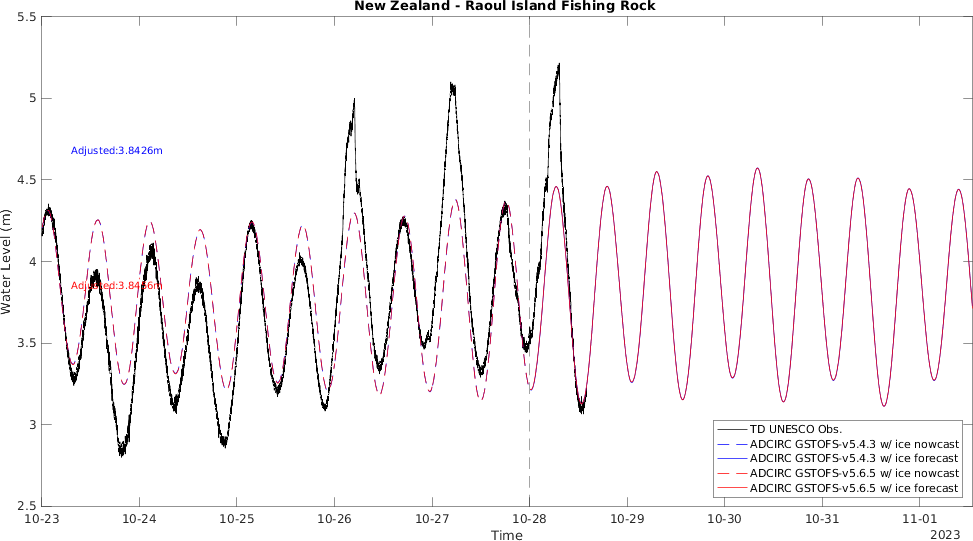 New Zealand - Raoul Island Fishing Rock
5.5
5
4.5
4
3.5
3
2.5
Water Level (m)
Adjusted:3.8426m
Adjusted:3.8466m
TD UNESCO Obs.
ADCIRC GSTOFS-v5.4.3 w/ ice nowcast
ADCIRC GSTOFS-v5.4.3 w/ ice forecast
ADCIRC GSTOFS-v5.6.5 w/ ice nowcast
ADCIRC GSTOFS-v5.6.5 w/ ice forecast
10-23 10-24 10-25 10-26 10-27 10-28 10-29 10-30 10-31 11-01
Time
2023